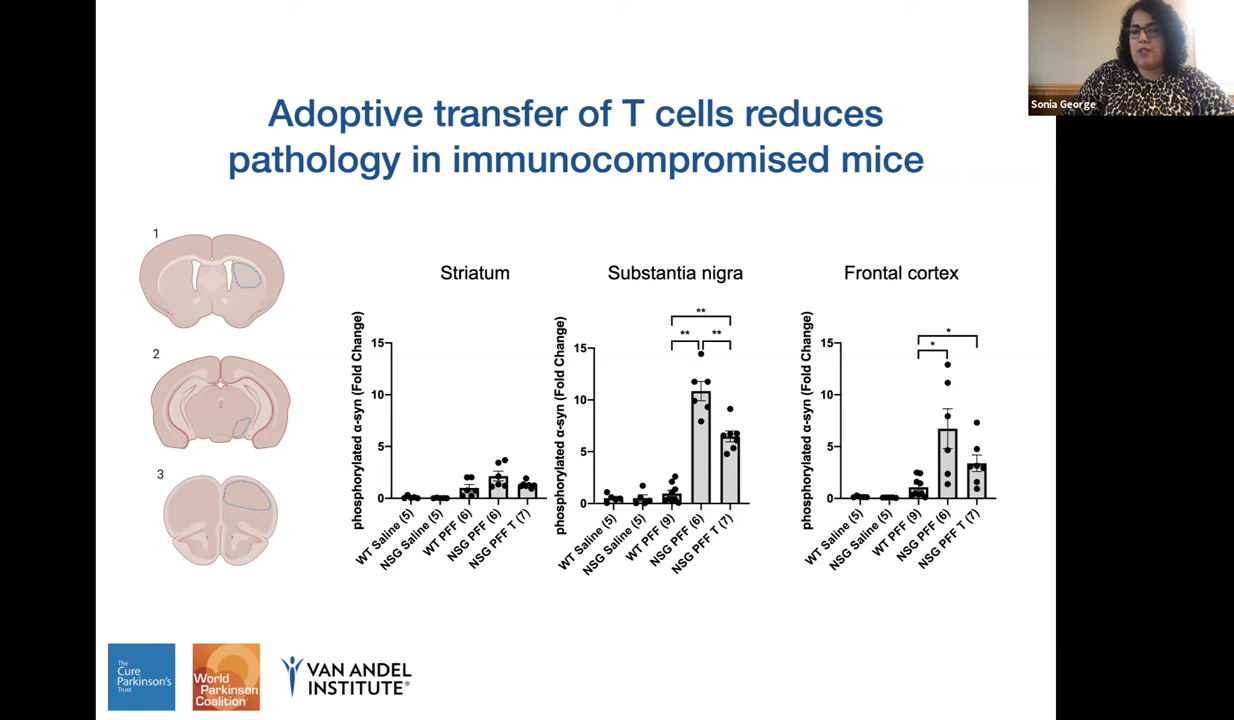 Sonia George
Adoptive transfer of T cells reduces
pathology in immunocompromised mice
1
2
3
Striatum
phosphorylated α-syn (Fold Change)
15
10
5
0
WT Saline (5)
NSG Saline (5)
WT PFF (6)
NSG PFF (6)
NSG PFF T (7)
Substantia nigra
phosphorylated α-syn (Fold Change)
15
10
5
0
**
**
**
WT Saline (5)
NSG Saline (5)
WT PFF (9)
NSG PFF (6)
NSG PFF T (7)
Frontal cortex
phosphorylated α-syn (Fold Change)
15
10
5
0
*
*
WT Saline (5)
NSG Saline (5)
WT PFF (9)
NSG PFF (6)
NSG PFF T (7)
The
Cure
Parkinson's
Trust
World
Parkinson
Coalition
VAN ANDEL
INSTITUTE®